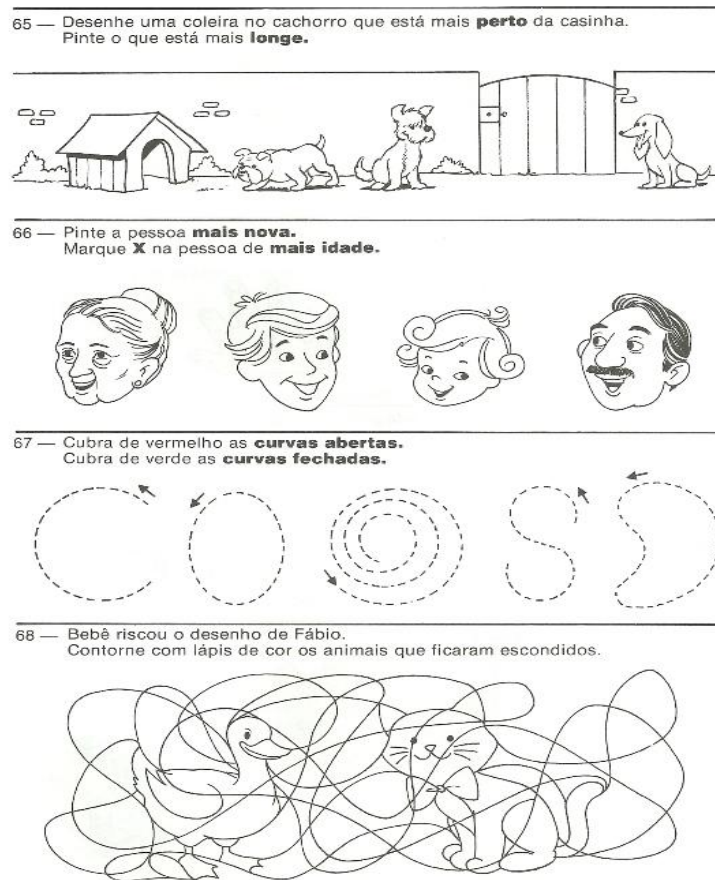 65 — Desenhe uma coleira no cachorro que está mais perto da casinha.
Pinte o que está mais longe.
66 — Pinte a pessoa mais nova.
Marque X na pessoa de mais idade.
67 — Cubra de vermelho as curvas abertas.
Cubra de verde as curvas fechadas.
68 — Bebê riscou o desenho de Fábio.
Contorne com lápis de cor os animais que ficaram escondidos.